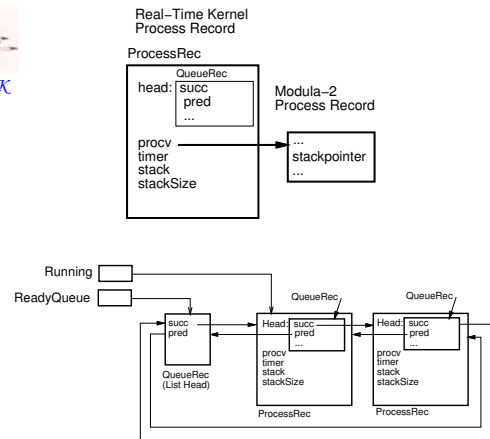 Real-Time Kernel
Process Record
ProcessRec
QueueRec
head: succ
pred
...
procv
timer
stack
stackSize
Modula-2
Process Record
...
stackpointer
...
K
Running
ReadyQueue
succ
pred
QueueRec
(List Head)
QueueRec
Head: succ
pred
...
procv
timer
stack
stackSize
ProcessRec
QueueRec
Head: succ
pred
...
procv
timer
stack
stackSize
ProcessRec